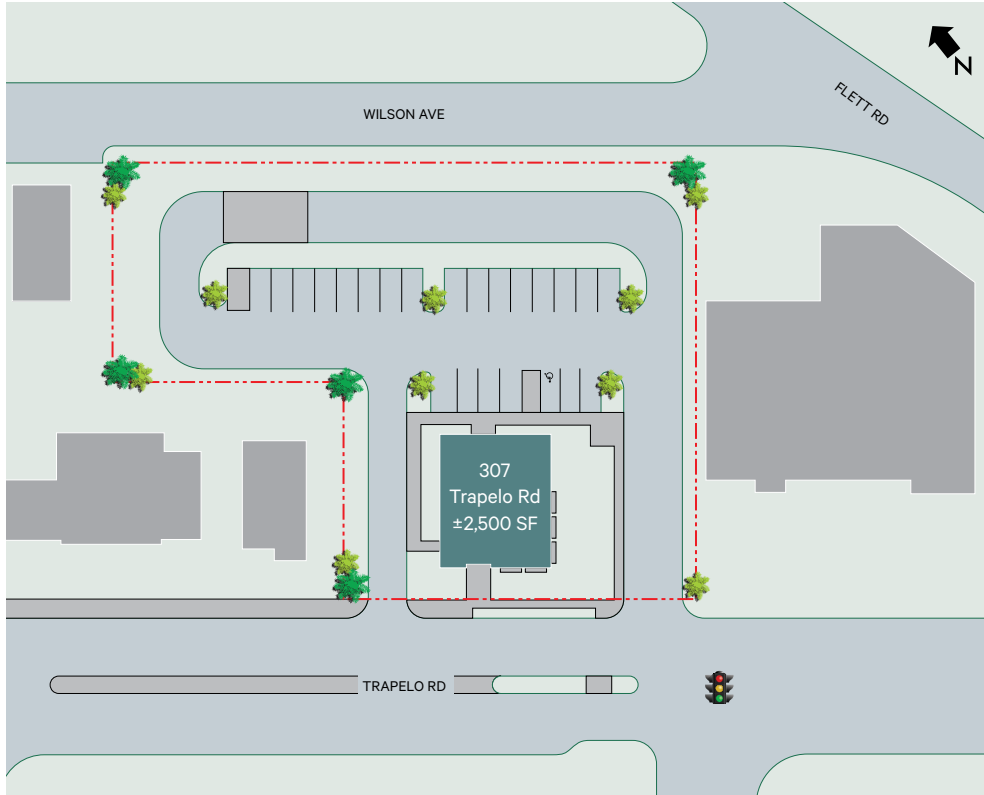 N
WILSON AVE
FLETT RD
307
Trapelo Rd
±2,500 SF
TRAPELO RD